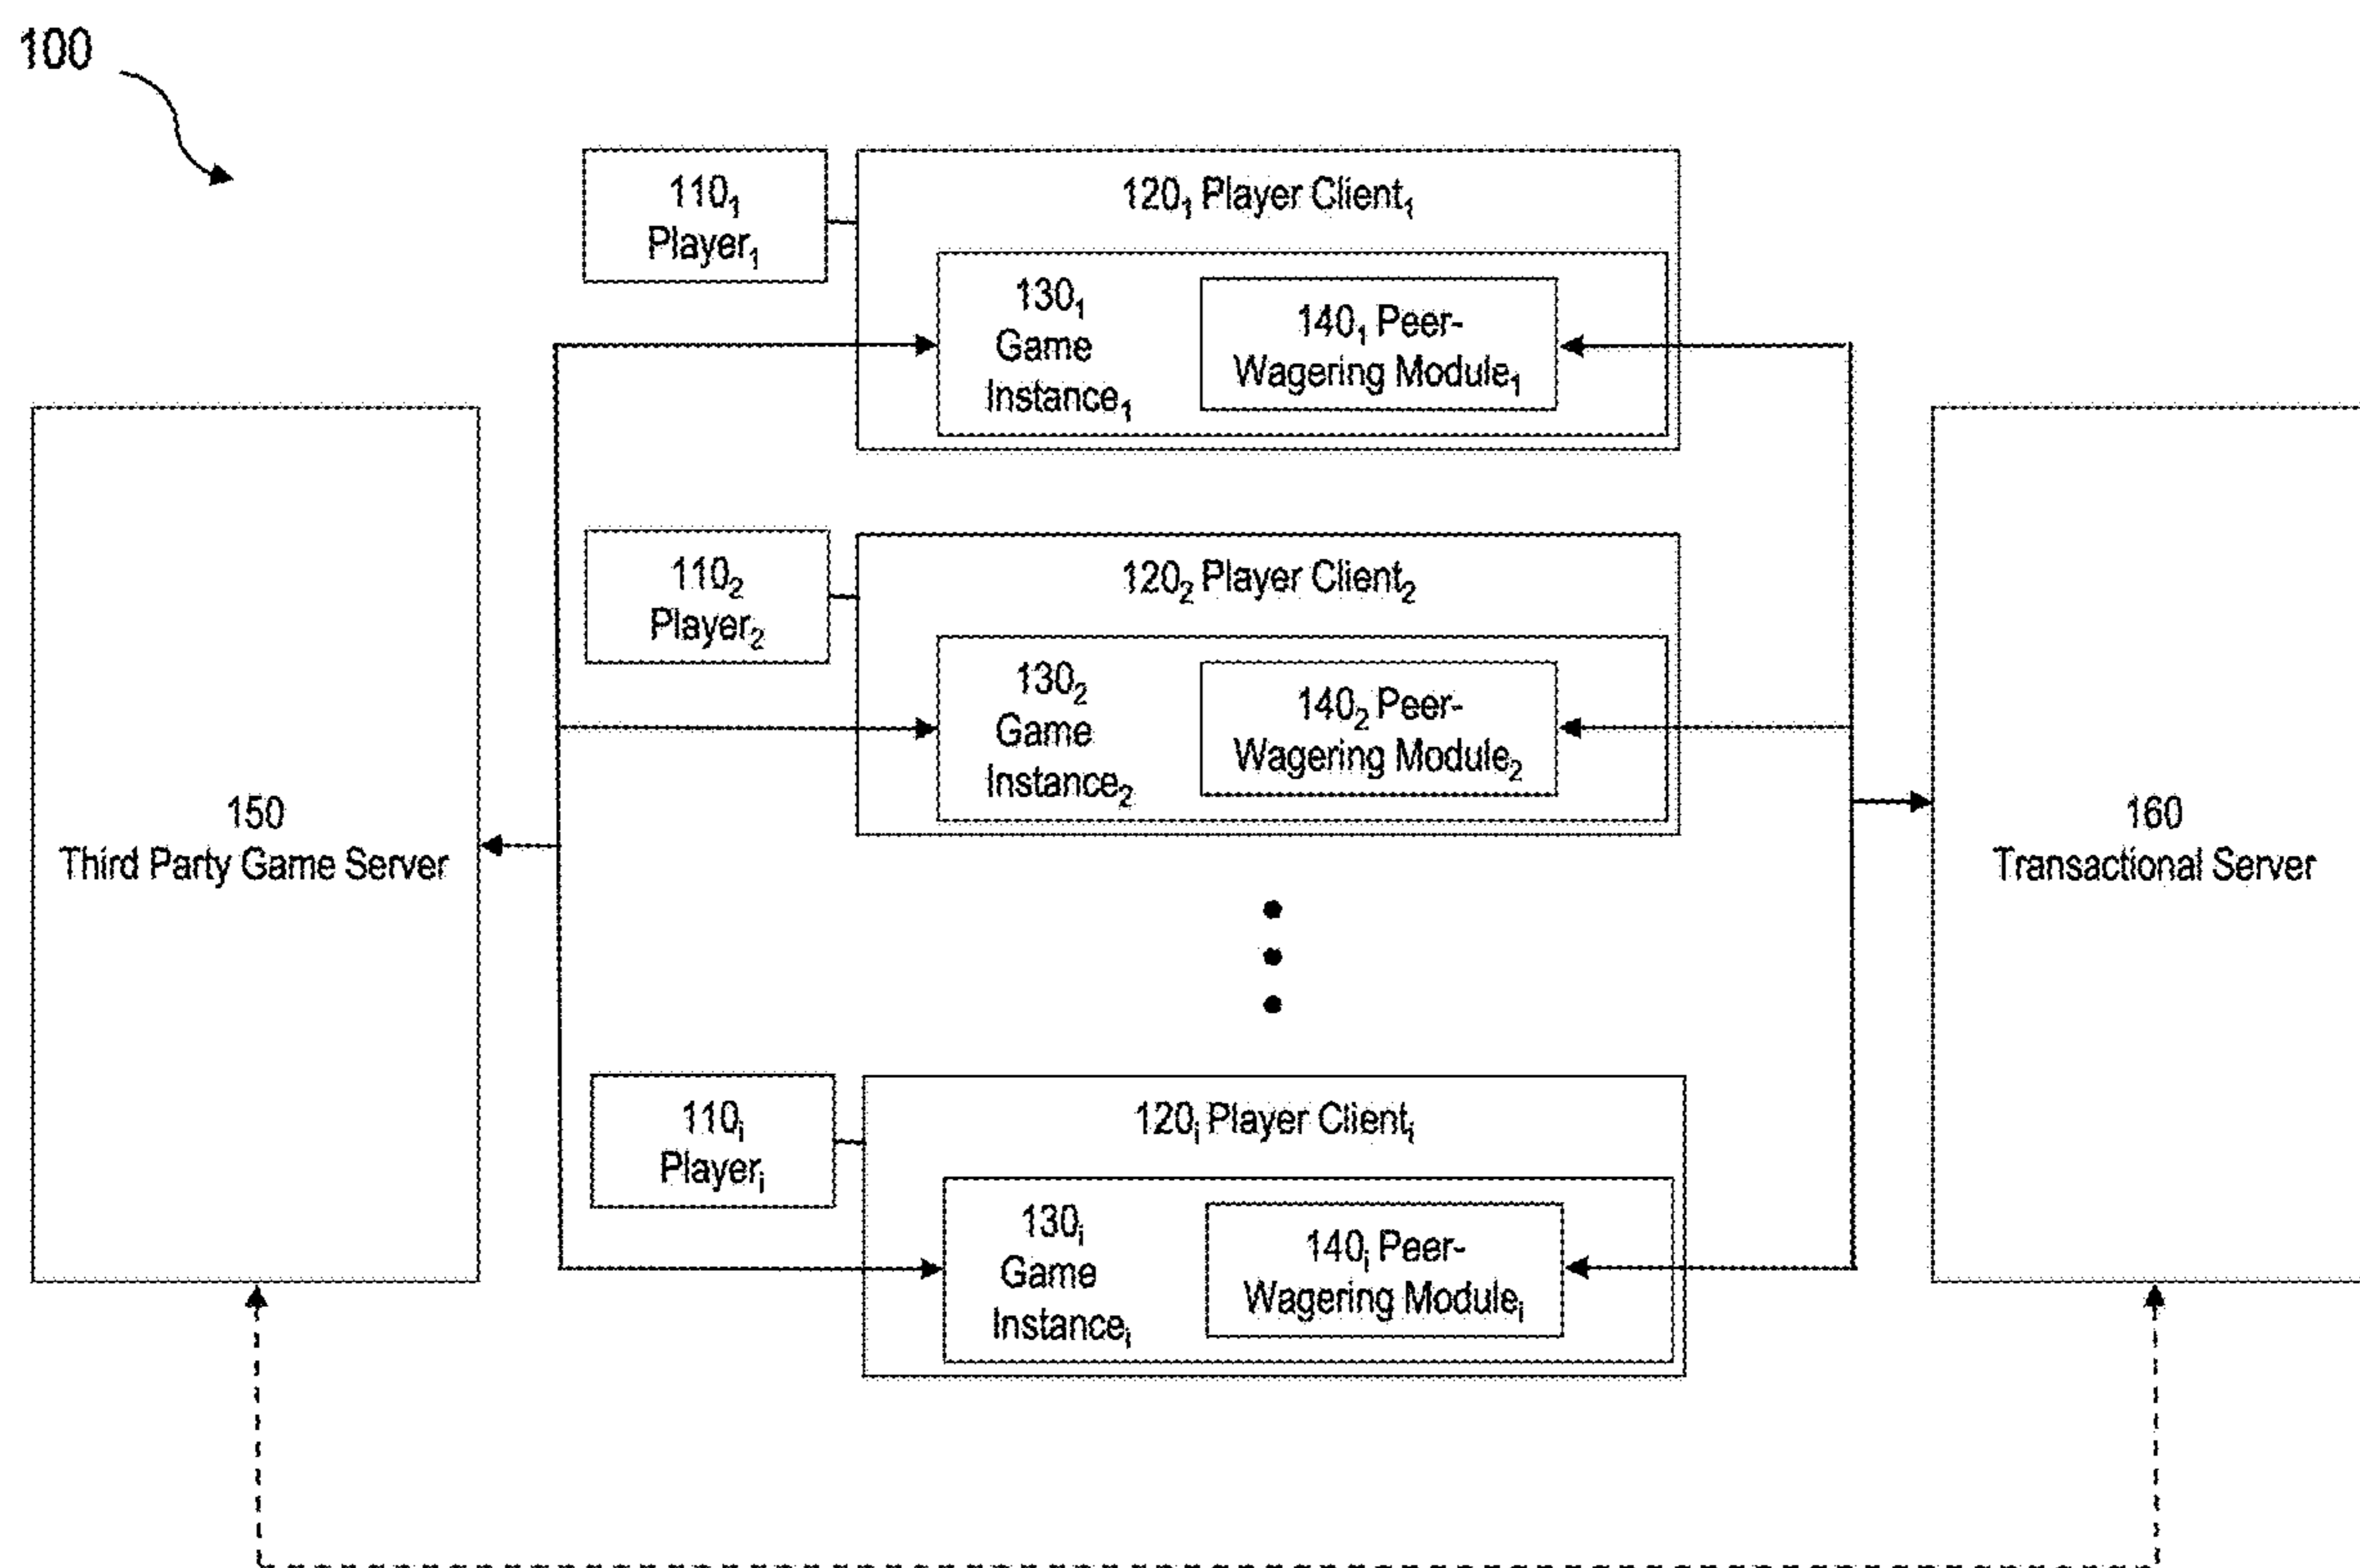 100
110₁
Player₁
120₁ Player Client₁
130₁
Game
Instance₁
140₁ Peer-
Wagering Module₁
110₂
Player₂
120₂ Player Client₂
130₂
Game
Instance₂
140₂ Peer-
Wagering Module₂
150
Third Party Game Server
160
Transactional Server
110ᵢ
Playerᵢ
120ᵢ Player Clientᵢ
130ᵢ
Game
Instanceᵢ
140ᵢ Peer-
Wagering Moduleᵢ